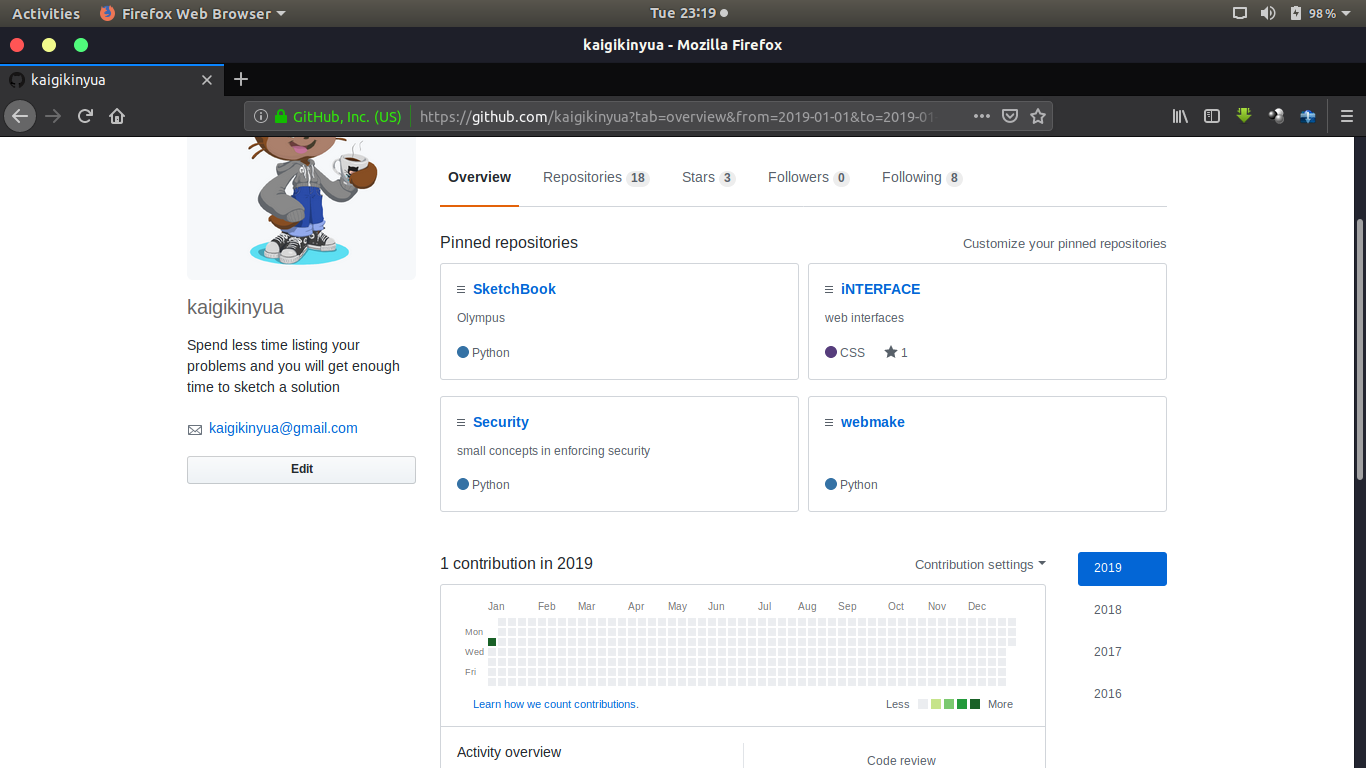 Activities Firefox Web Browser Tue 23:19 98%
kaigikinyua - Mozilla Firefox
kaigikinyua
GitHub, Inc. (US) https://github.com/kaigikinyua?tab=overview&from=2019-01-01&to=2019-01
Overview Repositories 18 Stars 3 Followers 0 Following 8
Pinned repositories Customize your pinned repositories
SketchBook
Olympus
Python
iNTERFACE
web interfaces
CSS 1
kaigikinyua
Spend less time listing your
problems and you will get enough
time to sketch a solution
kaigikinyua@gmail.com
Edit
Security
small concepts in enforcing security
Python
webmake
Python
1 contribution in 2019 Contribution settings
2019
2018
2017
2016
Jan Feb Mar Apr May Jun Jul Aug Sep Oct Nov Dec
Mon
Wed
Fri
Learn how we count contributions. Less More
Activity overview
Code review